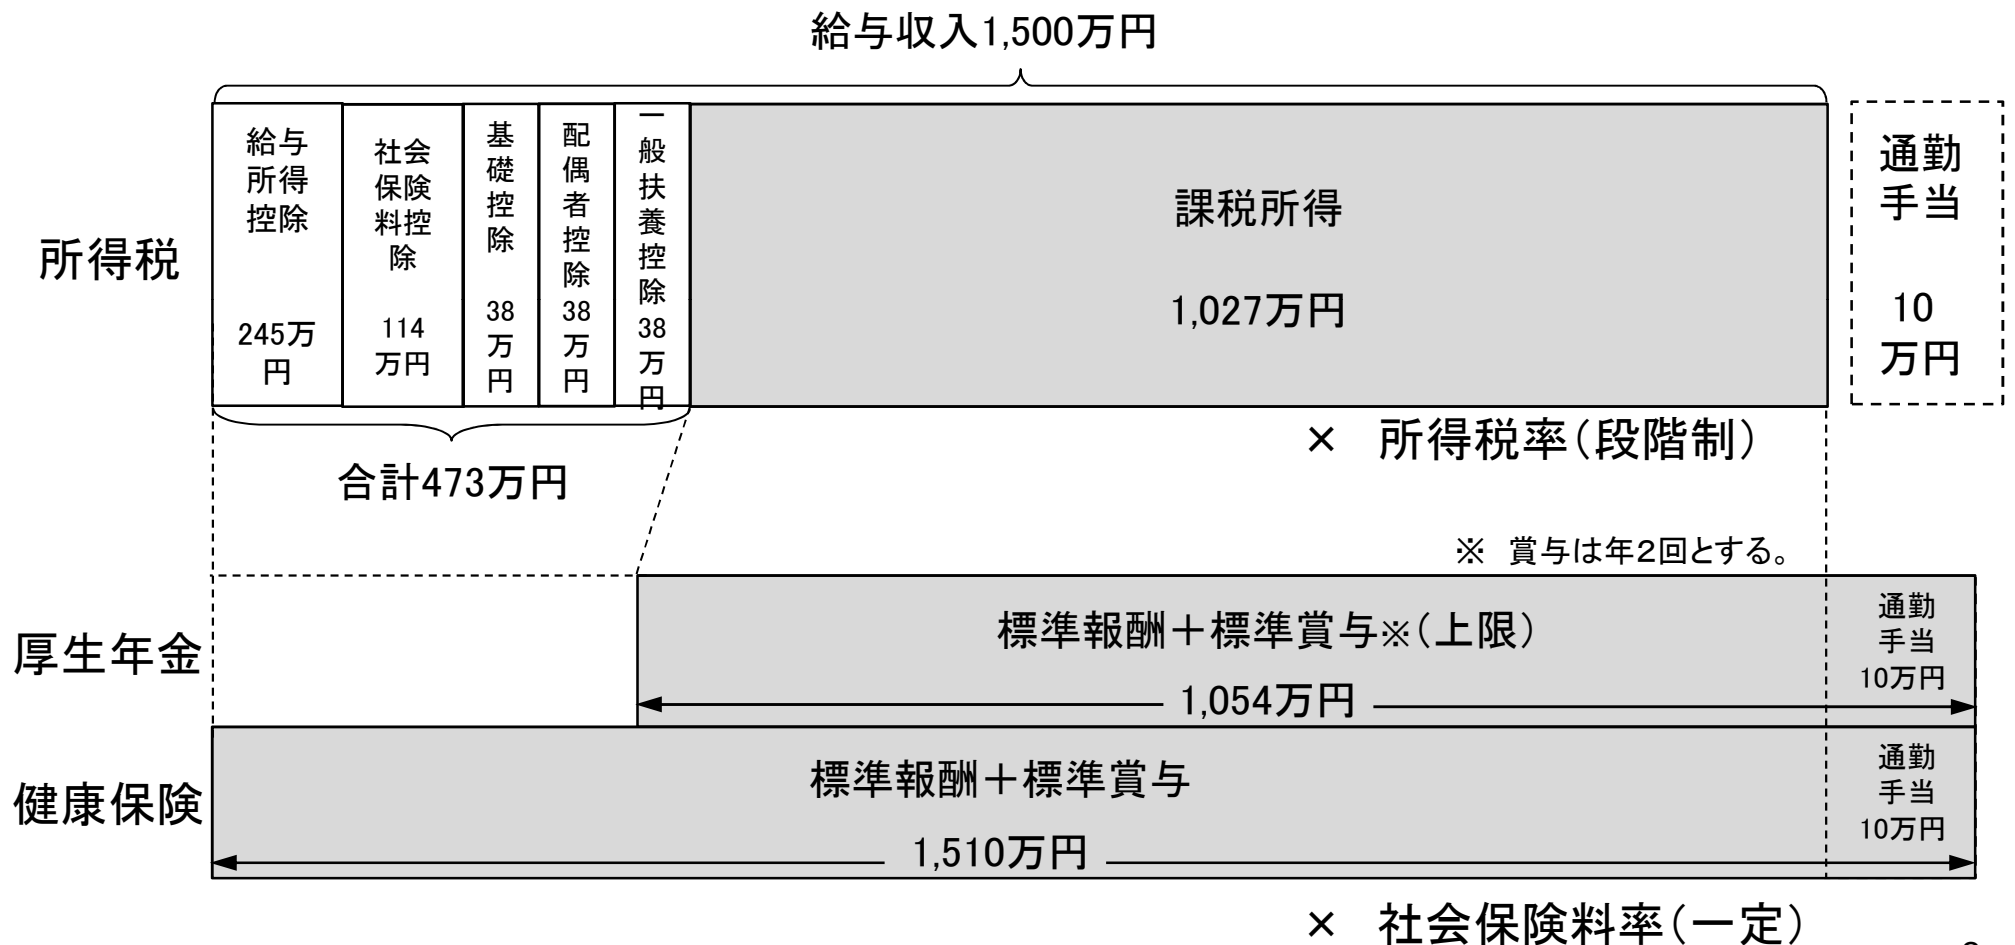 給与収入1,500万円
所得税
給与
所得
控除
245万
円
社会
保険
料控
除
114
万円
基
礎
控
除
38
万
円
配
偶
者
控
除
38
万
円
一
般
扶
養
控
除
38
万
円
課税所得
1,027万円
通勤
手当
10
万円
× 所得税率(段階制)
合計473万円
※ 賞与は年2回とする。
厚生年金
標準報酬+標準賞与※(上限)
1,054万円
通勤
手当
10万円
健康保険
標準報酬+標準賞与
1,510万円
通勤
手当
10万円
× 社会保険料率(一定)